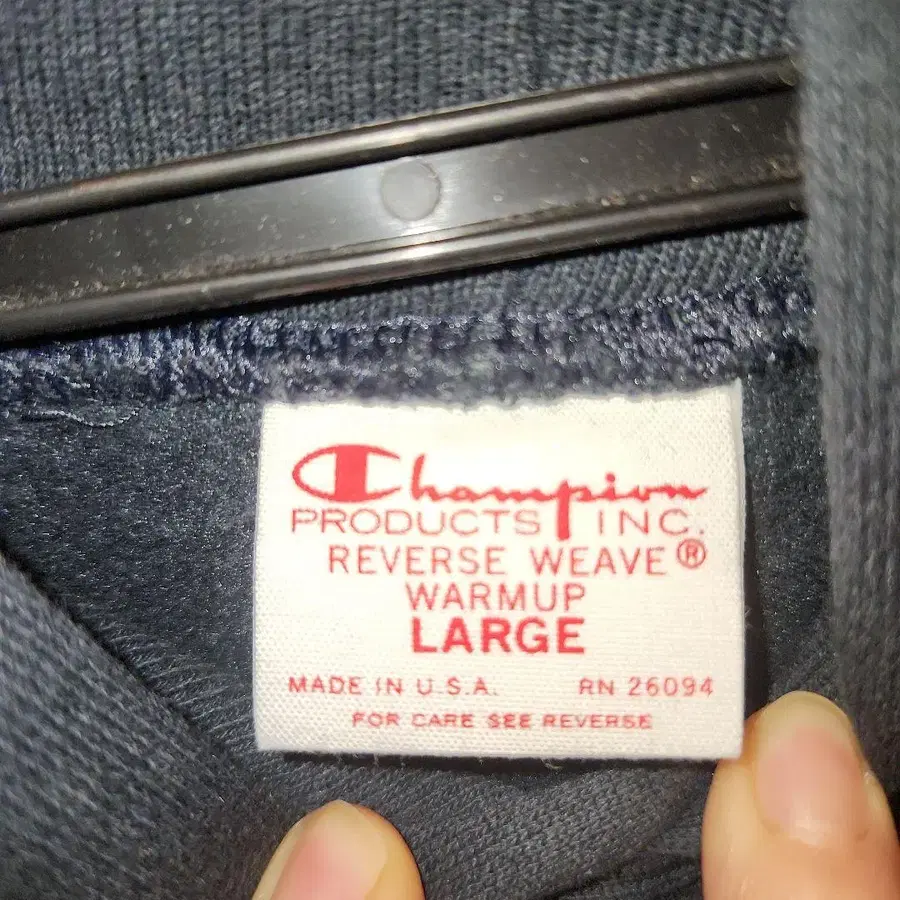 Champion
PRODUCTS INC.
REVERSE WEAVE®
WARMUP
LARGE
MADE IN U.S.A. RN 26094
FOR CARE SEE REVERSE